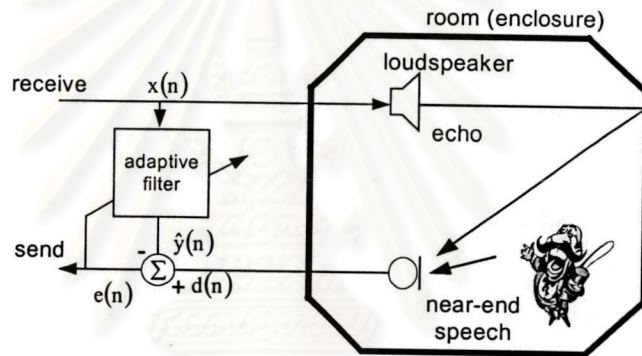 room (enclosure)
receive
x(n)
loudspeaker
echo
adaptive
filter
send
-
ŷ(n)
Σ
+ d(n)
e(n)
near-end
speech